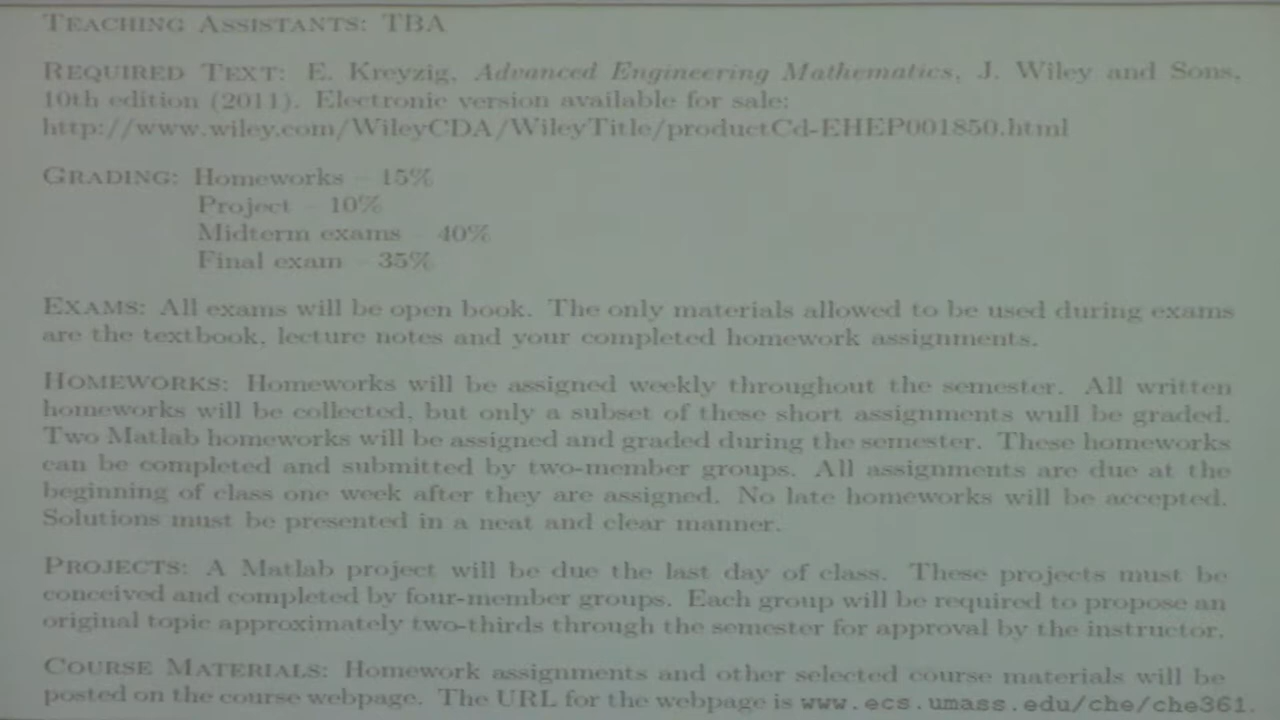 TEACHING ASSISTANTS: TBA
REQUIRED TEXT: E. Kreyzig, Advanced Engineering Mathematics, J. Wiley and Sons,
10th edition (2011). Electronic version available for sale:
http://www.wiley.com/WileyCDA/WileyTitle/productCd-EHEP001850.html
GRADING: Homeworks – 15%
Project – 10%
Midterm exams – 40%
Final exam – 35%
EXAMS: All exams will be open book. The only materials allowed to be used during exams
are the textbook, lecture notes and your completed homework assignments.
HOMEWORKS: Homeworks will be assigned weekly throughout the semester. All written
homeworks will be collected, but only a subset of these short assignments wull be graded.
Two Matlab homeworks will be assigned and graded during the semester. These homeworks
can be completed and submitted by two-member groups. All assignments are due at the
beginning of class one week after they are assigned. No late homeworks will be accepted.
Solutions must be presented in a neat and clear manner.
PROJECTS: A Matlab project will be due the last day of class. These projects must be
conceived and completed by four-member groups. Each group will be required to propose an
original topic approximately two-thirds through the semester for approval by the instructor.
COURSE MATERIALS: Homework assignments and other selected course materials will be
posted on the course webpage. The URL for the webpage is www.ecs.umass.edu/che/che361.